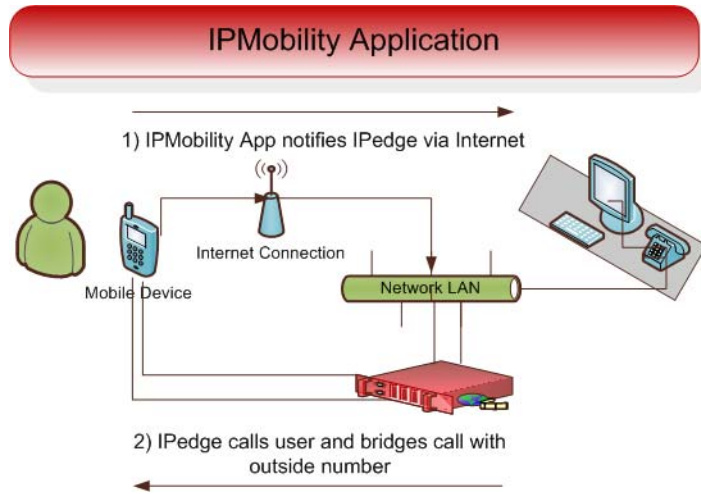 IPMobility Application
1) IPMobility App notifies IPedge via Internet
Internet Connection
Mobile Device
Network LAN
2) IPedge calls user and bridges call with
outside number